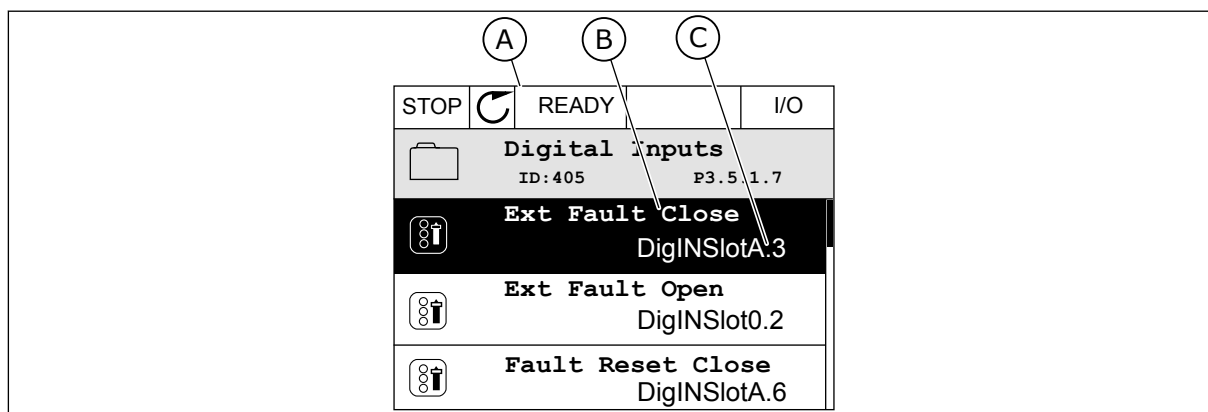 A B C
STOP READY I/O
Digital Inputs
ID:405 P3.5.1.7
Ext Fault Close
DigINSlotA.3
Ext Fault Open
DigINSlot0.2
Fault Reset Close
DigINSlotA.6